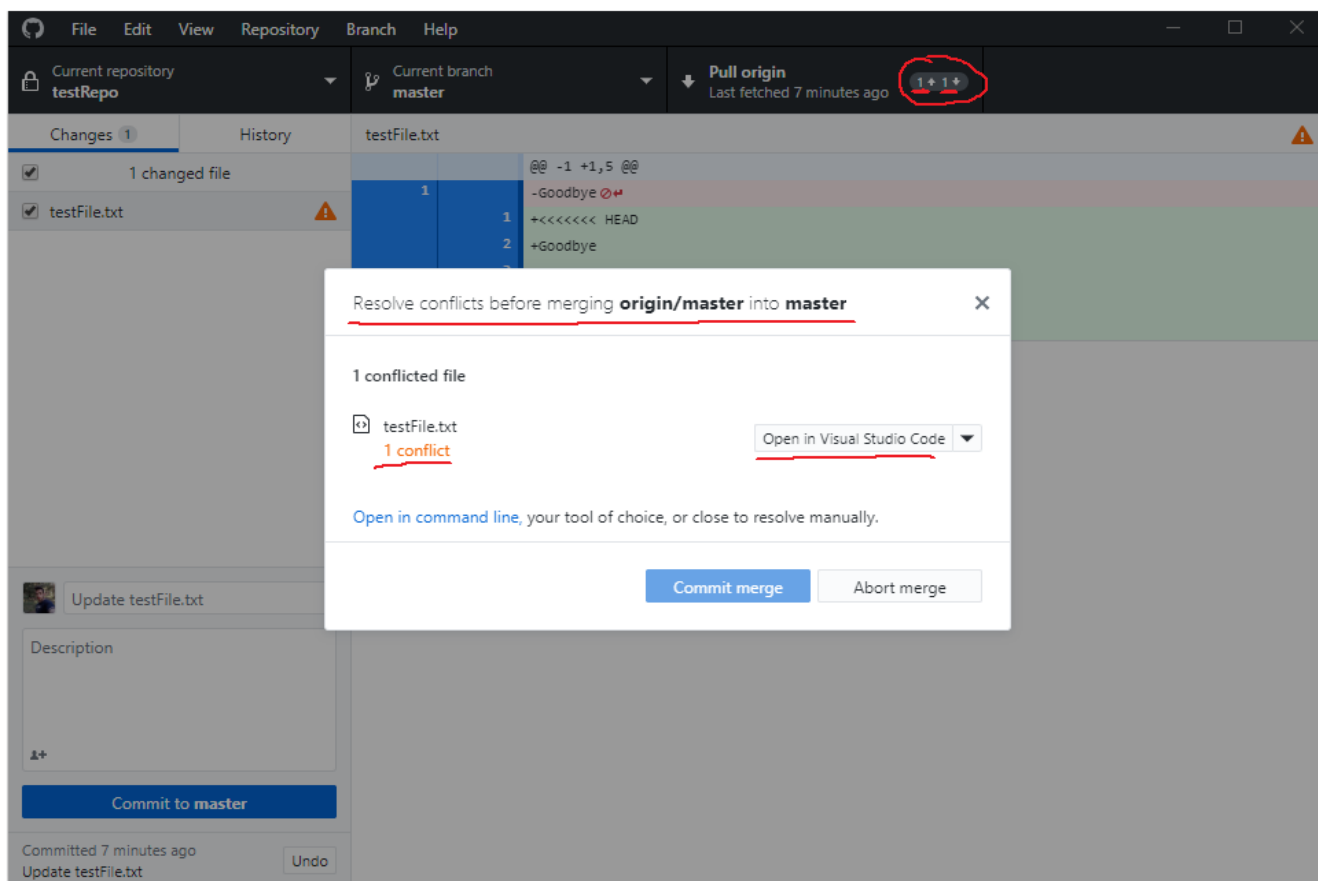 File Edit View Repository Branch Help
Current repository
testRepo
Current branch
master
Pull origin
Last fetched 7 minutes ago
1 1
Changes 1
History
testFile.txt
1 changed file
testFile.txt
@@ -1 +1,5 @@
1 -Goodbye
1 +<<<<<<< HEAD
2 +Goodbye
Resolve conflicts before merging origin/master into master
1 conflicted file
testFile.txt
1 conflict
Open in Visual Studio Code
Open in command line, your tool of choice, or close to resolve manually.
Commit merge
Abort merge
Update testFile.txt
Description
Commit to master
Committed 7 minutes ago
Update testFile.txt
Undo